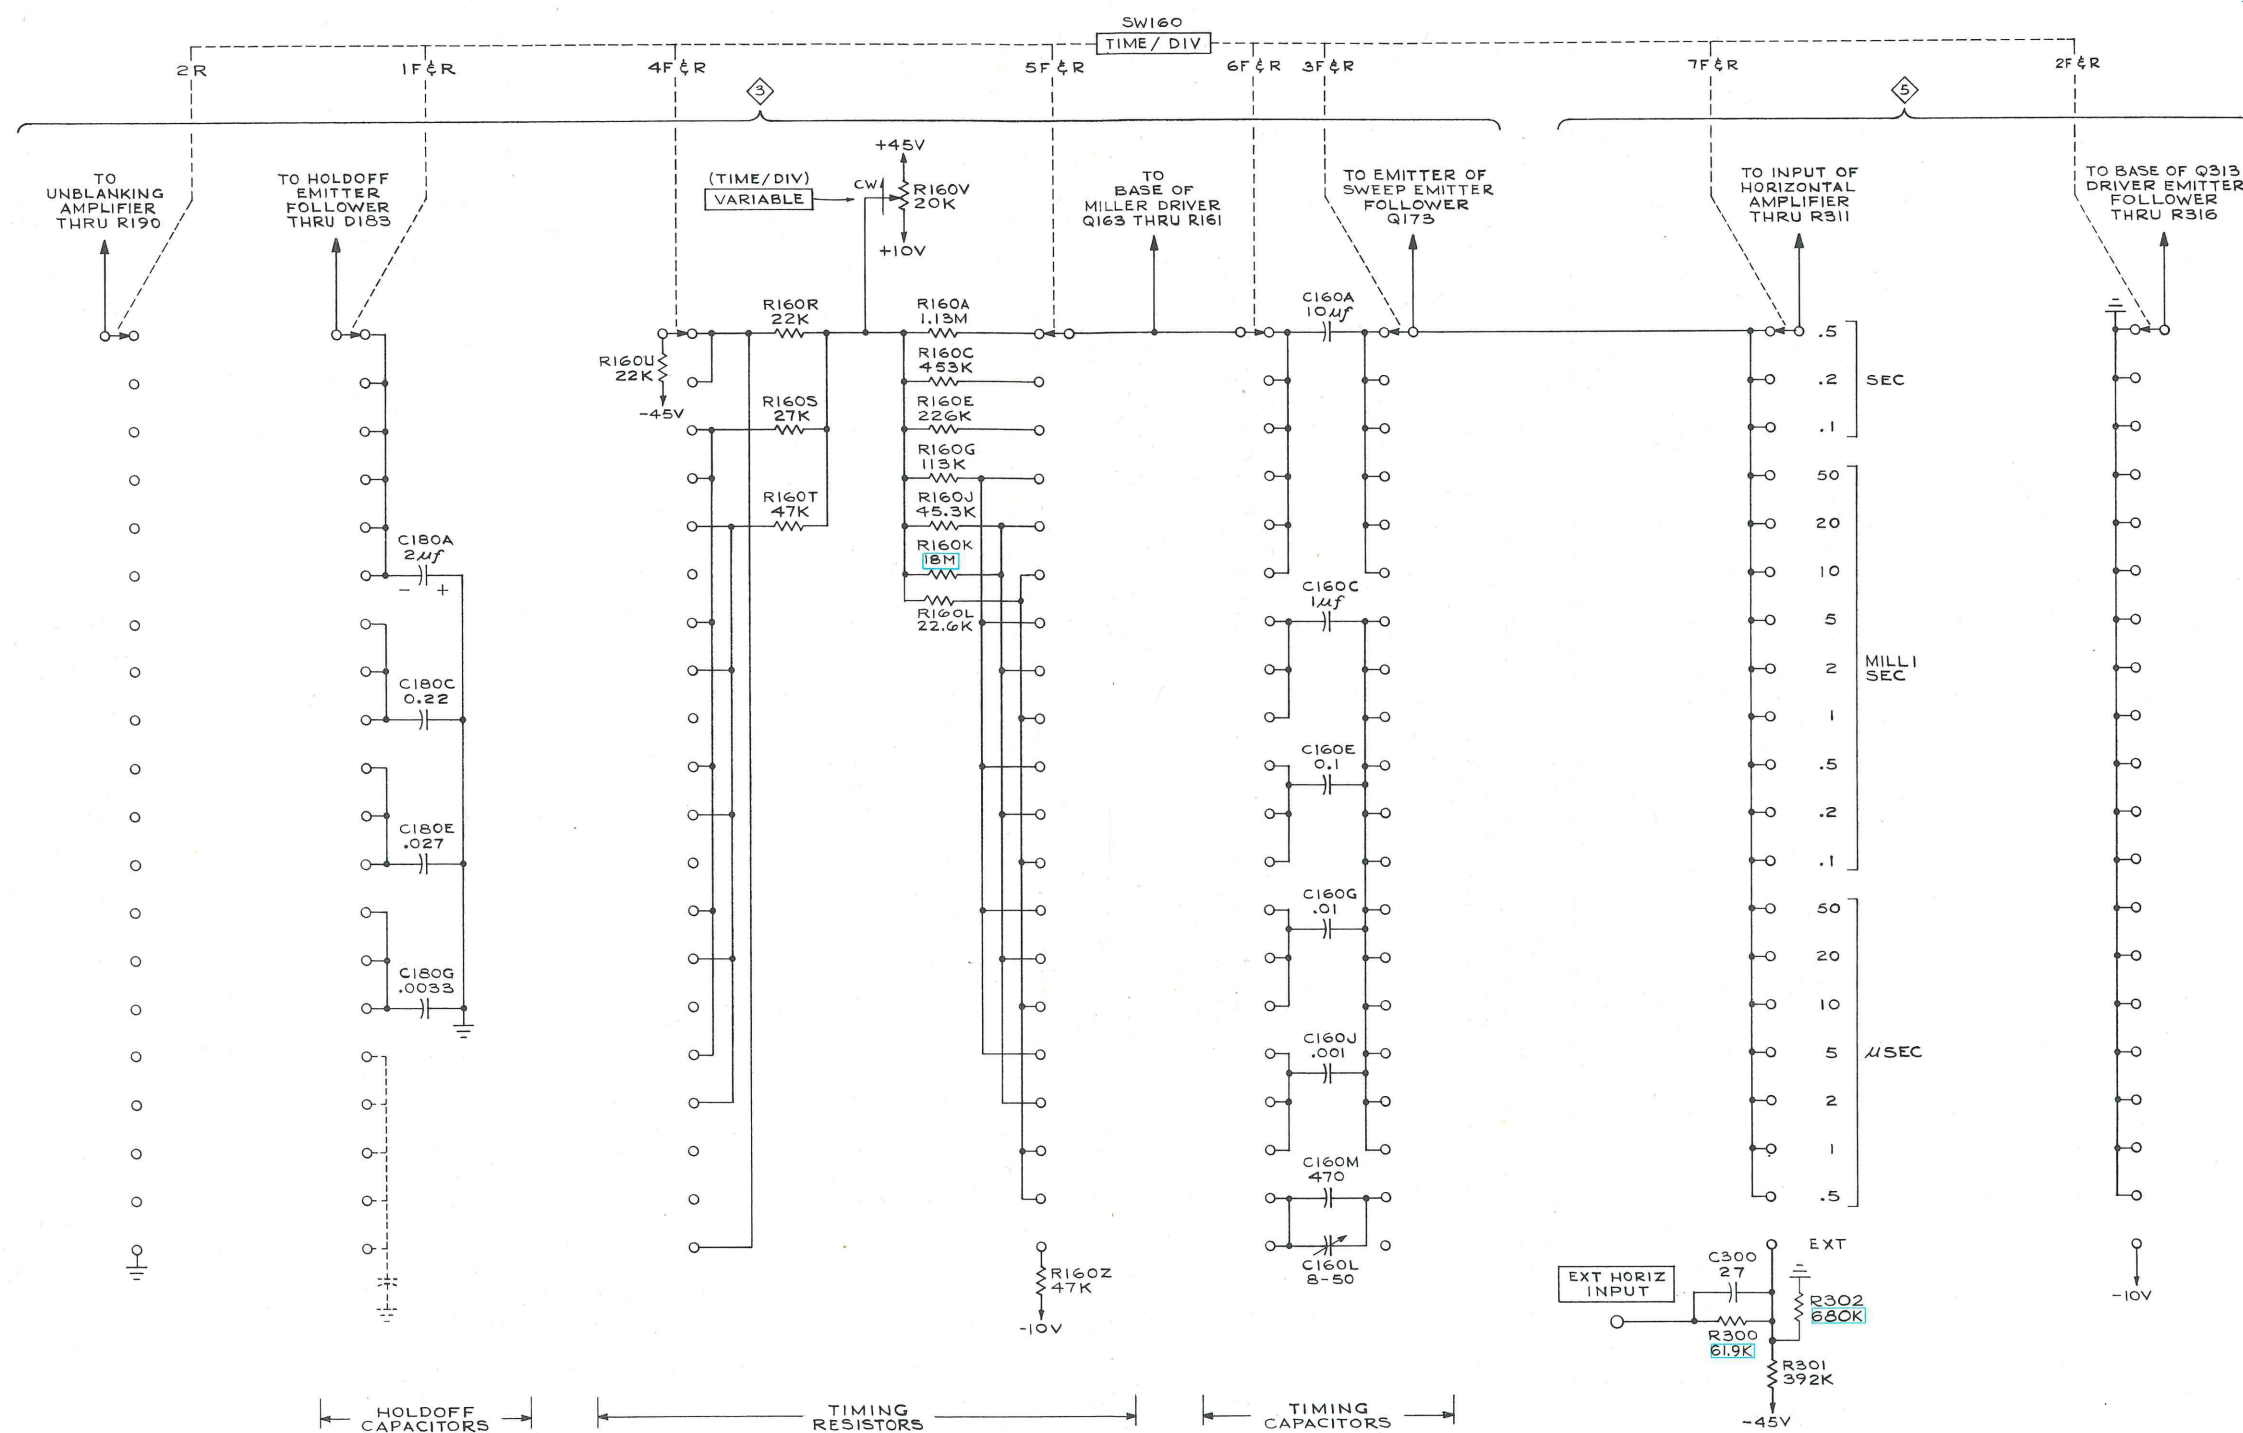 SW160
TIME / DIV
2R
1F & R
4F & R
5F & R
6F & R
3F & R
7F & R
2F & R
3
5
TO
UNBLANKING
AMPLIFIER
THRU R190
TO HOLDOFF
EMITTER
FOLLOWER
THRU D183
(TIME/DIV)
VARIABLE
CW
+45V
R160V
20K
+10V
TO
BASE OF
MILLER DRIVER
Q163 THRU R161
TO EMITTER OF
SWEEP EMITTER
FOLLOWER
Q173
TO INPUT OF
HORIZONTAL
AMPLIFIER
THRU R311
TO BASE OF Q313
DRIVER EMITTER
FOLLOWER
THRU R316
R160U
22K
-45V
R160R
22K
R160S
27K
R160T
47K
R160A
1.13M
R160C
453K
R160E
226K
R160G
113K
R160J
45.3K
R160K
18M
R160L
22.6K
C180A
2µf
- +
C180C
0.22
C180E
.027
C180G
.0033
C160A
10µf
C160C
1µf
C160E
0.1
C160G
.01
C160J
.001
C160M
470
C160L
8-50
R160Z
47K
-10V
.5
.2
.1
SEC
50
20
10
5
2
1
.5
.2
.1
MILLI
SEC
50
20
10
5
2
1
.5
µSEC
EXT
EXT HORIZ
INPUT
C300
27
R300
61.9K
R302
680K
R301
392K
-45V
-10V
HOLDOFF
CAPACITORS
TIMING
RESISTORS
TIMING
CAPACITORS